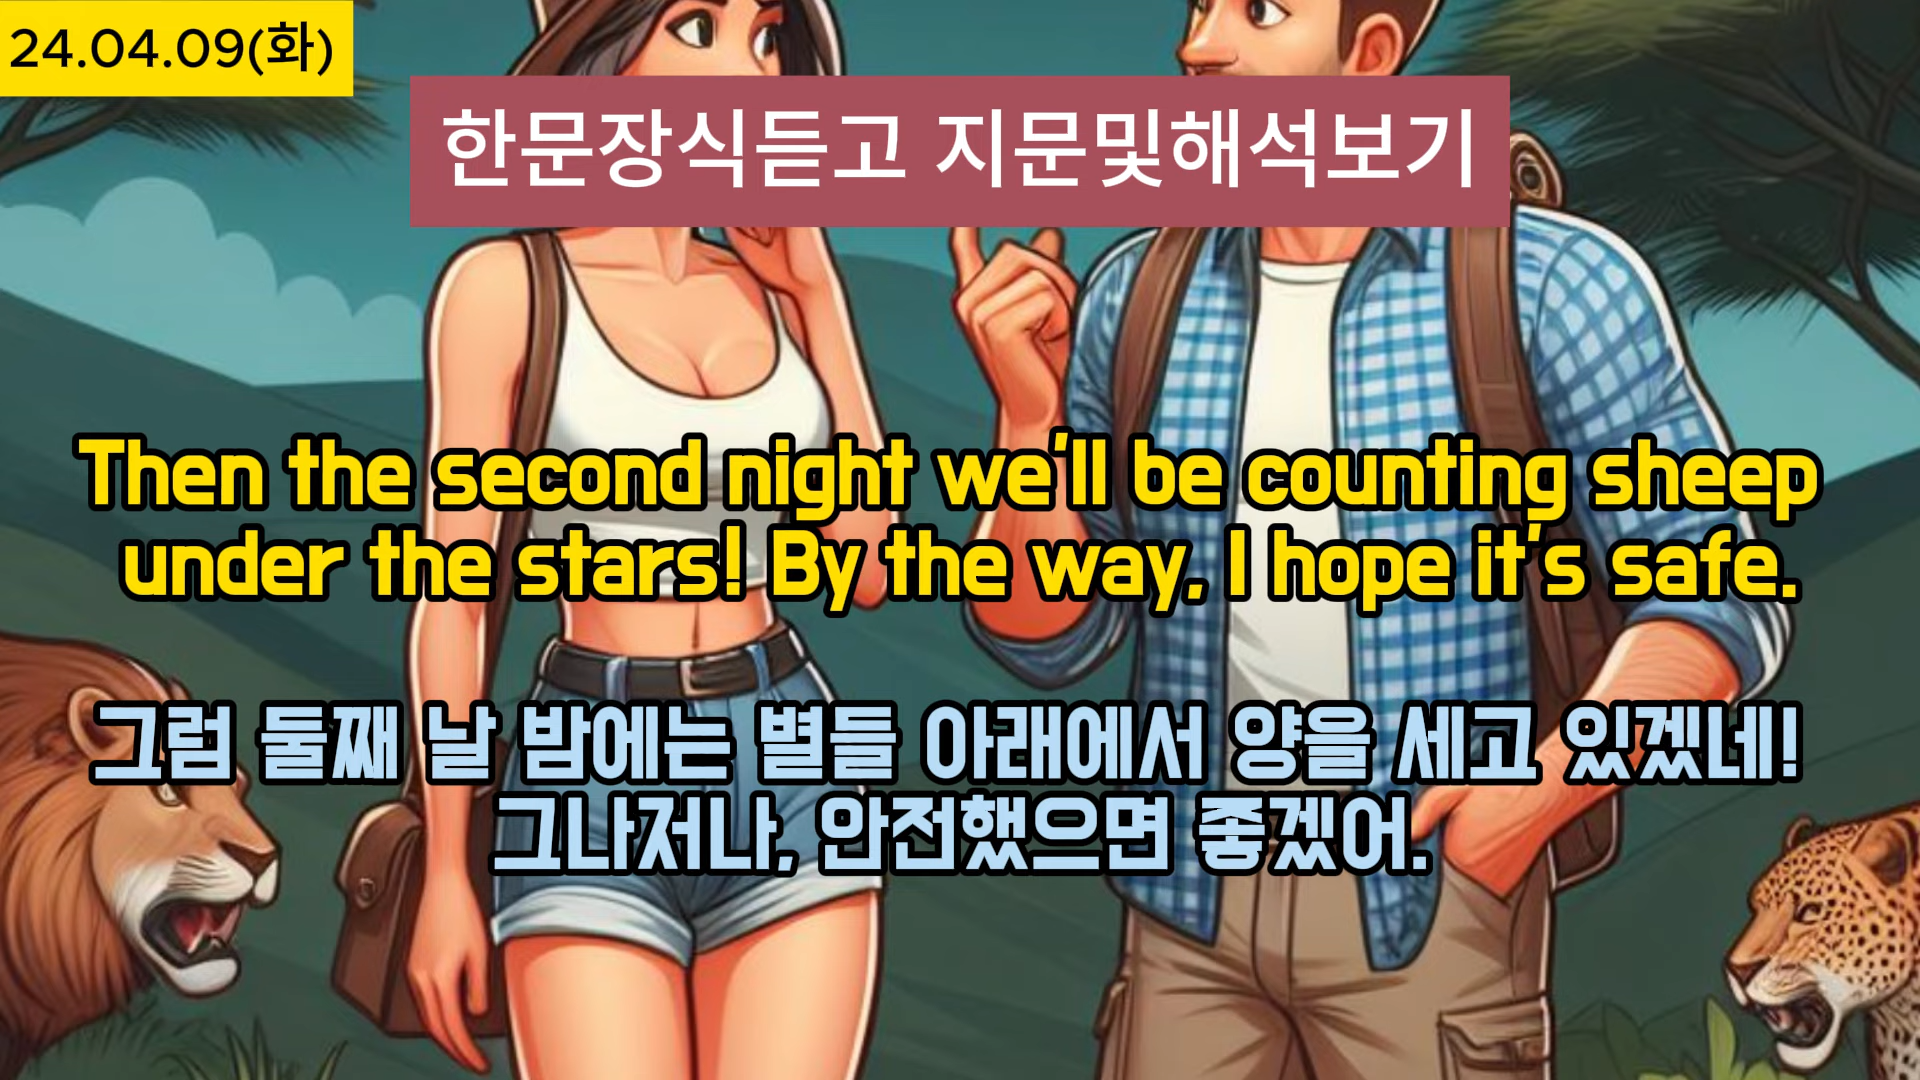 24.04.09(화)
한문장식듣고 지문및해석보기
Then the second night we'll be counting sheep
under the stars! By the way, I hope it's safe.
그럼 둘째 날 밤에는 별들 아래에서 양을 세고 있겠네!
그나저나, 안전했으면 좋겠어.